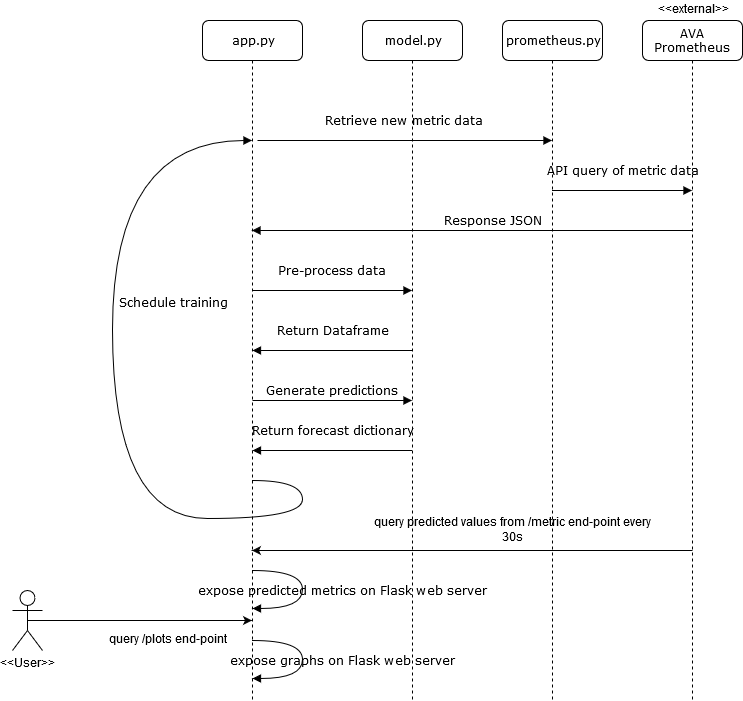 <<external>>
app.py
model.py
prometheus.py
AVA
Prometheus
Retrieve new metric data
API query of metric data
Response JSON
Pre-process data
Schedule training
Return Dataframe
Generate predictions
Return forecast dictionary
query predicted values from /metric end-point every
30s
expose predicted metrics on Flask web server
query /plots end-point
<<User>>
expose graphs on Flask web server